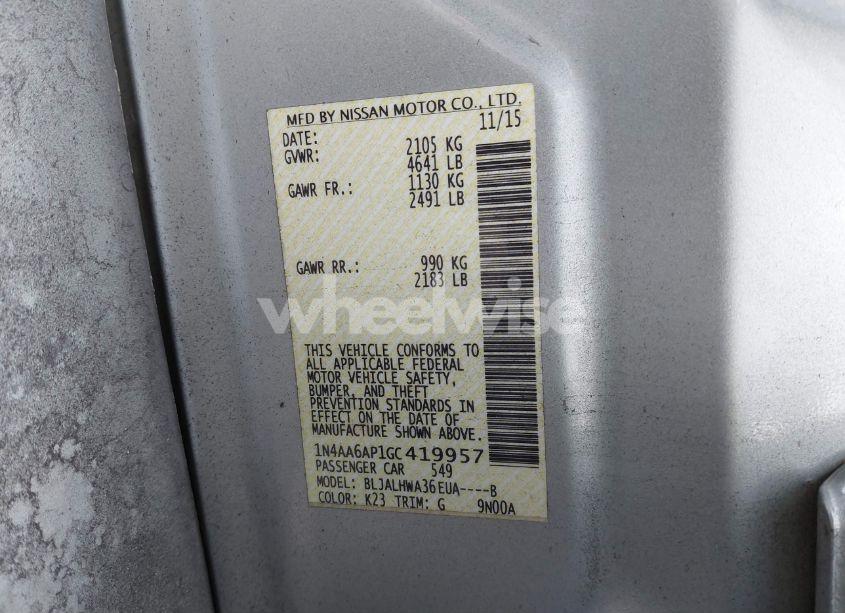 MFD BY NISSAN MOTOR CO., LTD.
DATE: 11/15
GVWR: 2105 KG
4641 LB
GAWR FR.: 1130 KG
2491 LB
GAWR RR.: 990 KG
2183 LB
wheelwise
THIS VEHICLE CONFORMS TO
ALL APPLICABLE FEDERAL
MOTOR VEHICLE SAFETY,
BUMPER, AND THEFT
PREVENTION STANDARDS IN
EFFECT ON THE DATE OF
MANUFACTURE SHOWN ABOVE.
1N4AA6AP1GC419957
PASSENGER CAR 549
MODEL: BLJALHWA36EUA----B
COLOR: K23 TRIM: G 9N00A